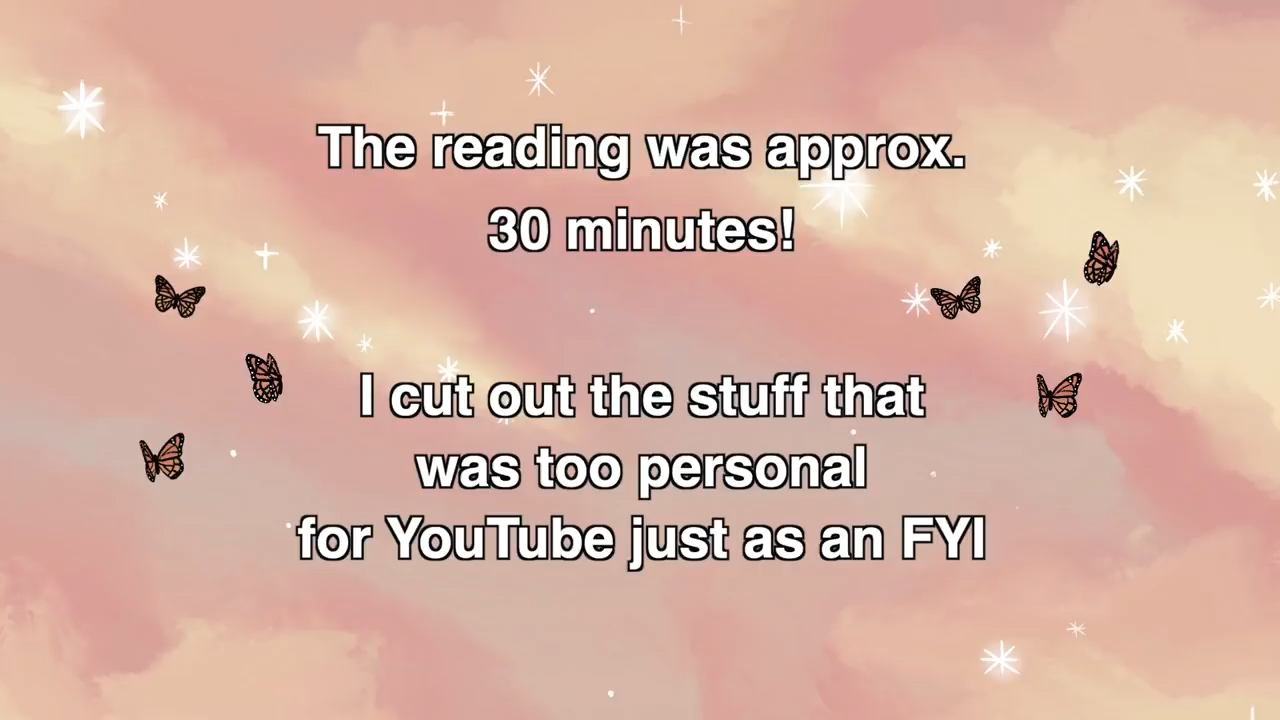 The reading was approx.
30 minutes!
I cut out the stuff that
was too personal
for YouTube just as an FYI